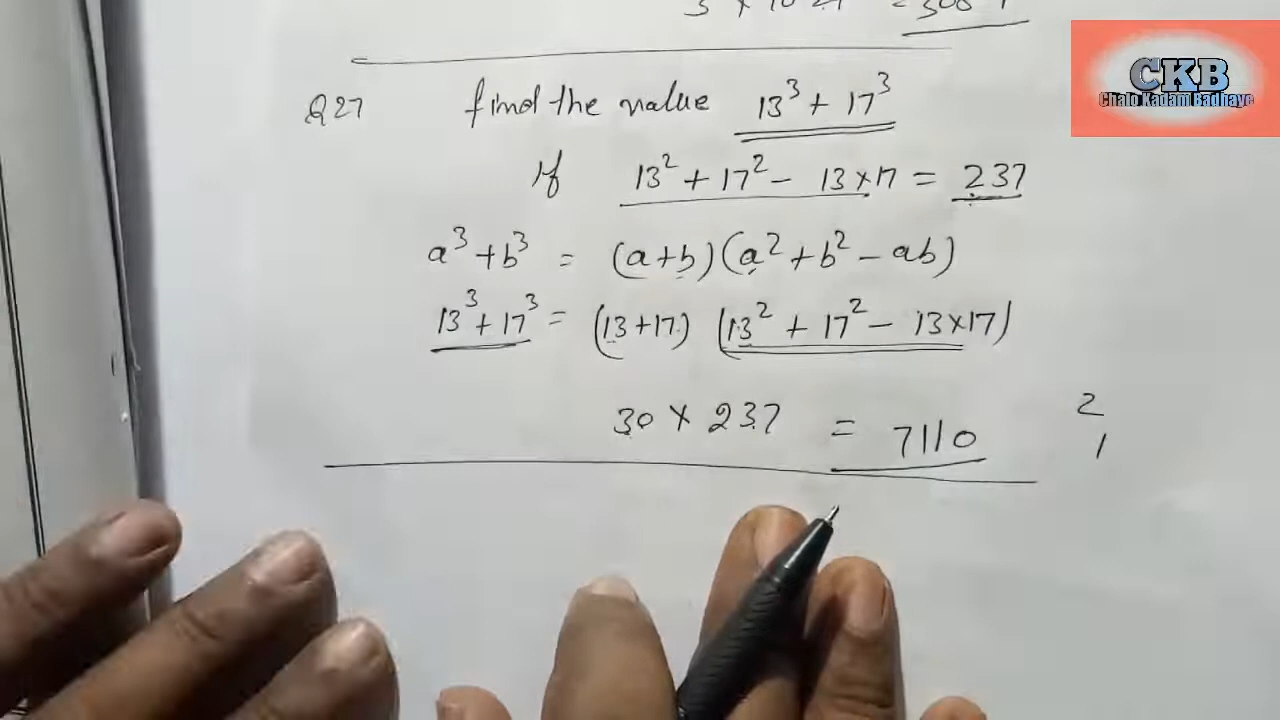 CKB
Chalo Kadam Badhaye
Q27 find the value 13³ + 17³
If 13² + 17² - 13×17 = 237
a³ + b³ = (a+b)(a² + b² - ab)
13³ + 17³ = (13+17) (13² + 17² - 13×17)
30 × 237 = 7110
2
1